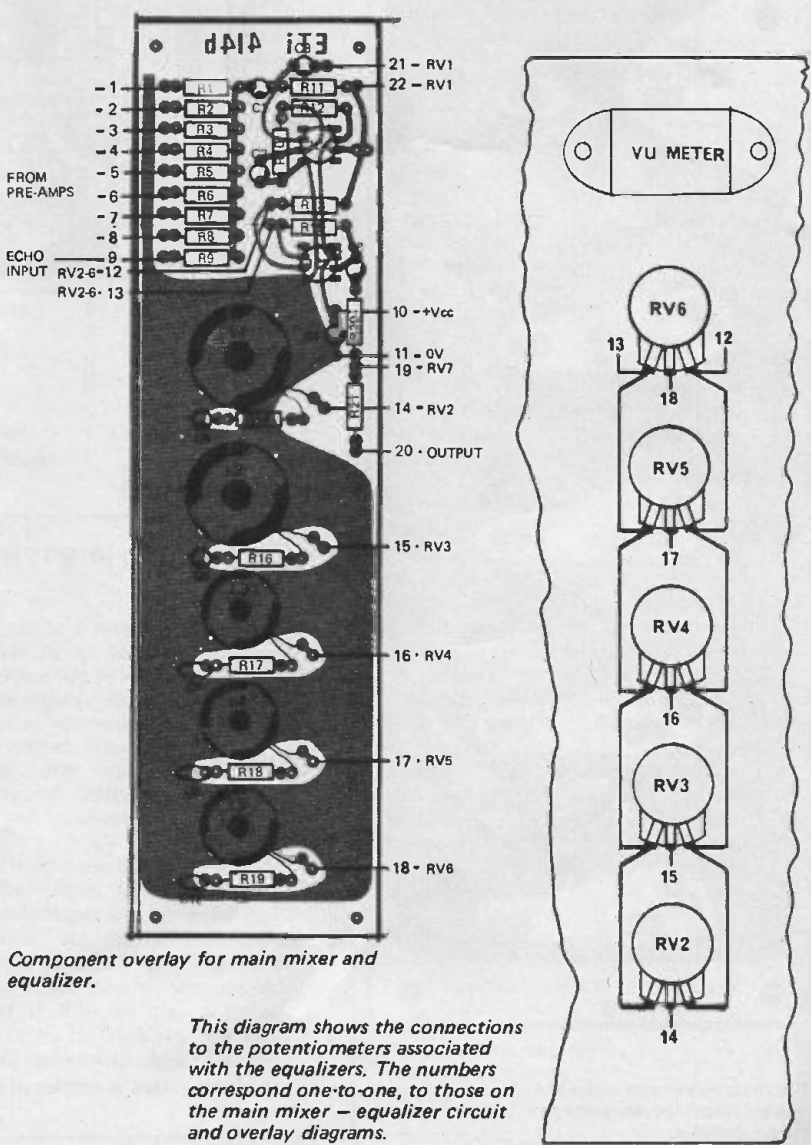 ETI 414b
C3
21 - RV1
22 - RV1
- 1
R1
R11
- 2
R2
R12
- 3
R3
- 4
R4
- 5
R5
- 6
R6
- 7
R7
- 8
R8
9
R9
FROM
PRE-AMPS
ECHO
INPUT
RV2-6-12
RV2-6-13
10 - +Vcc
11 - 0V
19 - RV7
R21
14 - RV2
20 - OUTPUT
15 - RV3
R16
16 - RV4
R17
17 - RV5
R18
18 - RV6
R19
Component overlay for main mixer and
equalizer.
VU METER
RV6
13
12
18
RV5
17
RV4
16
RV3
15
RV2
14
This diagram shows the connections
to the potentiometers associated
with the equalizers. The numbers
correspond one-to-one, to those on
the main mixer – equalizer circuit
and overlay diagrams.